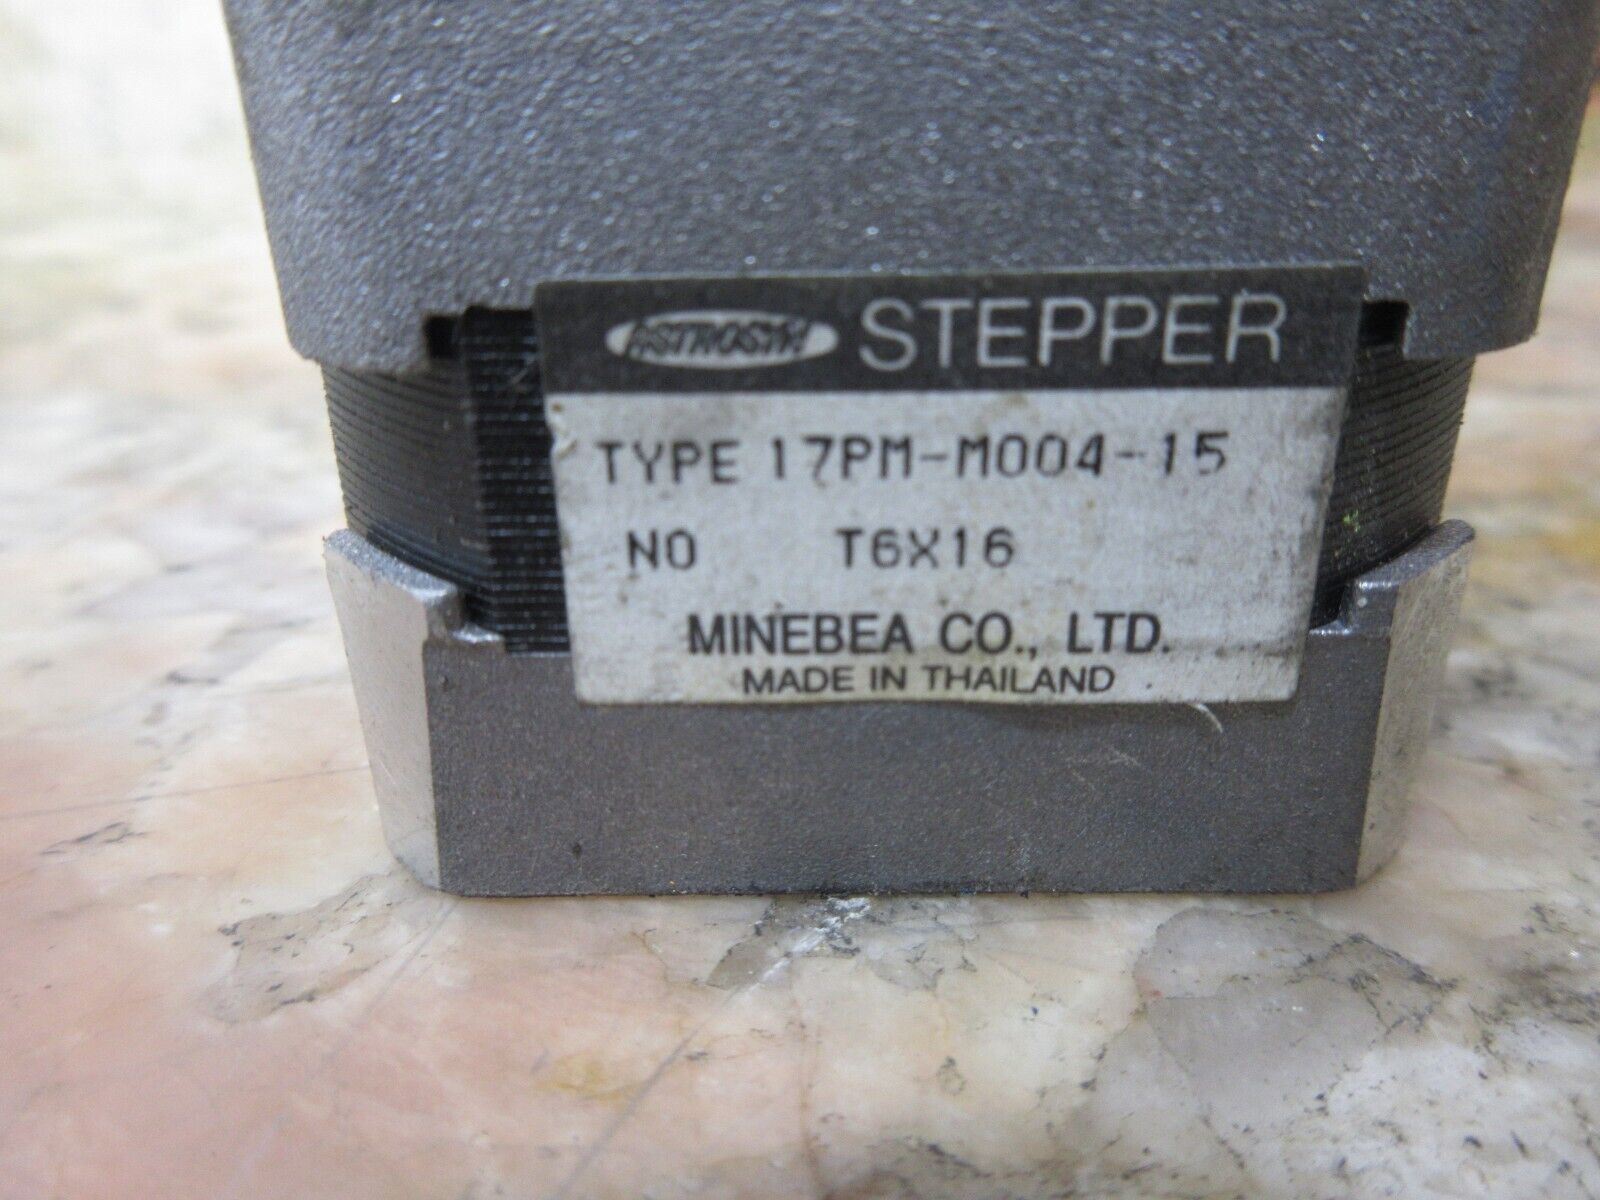 ASTROSYN STEPPER
TYPE 17PM-M004-15
NO T6X16
MINEBEA CO., LTD.
MADE IN THAILAND